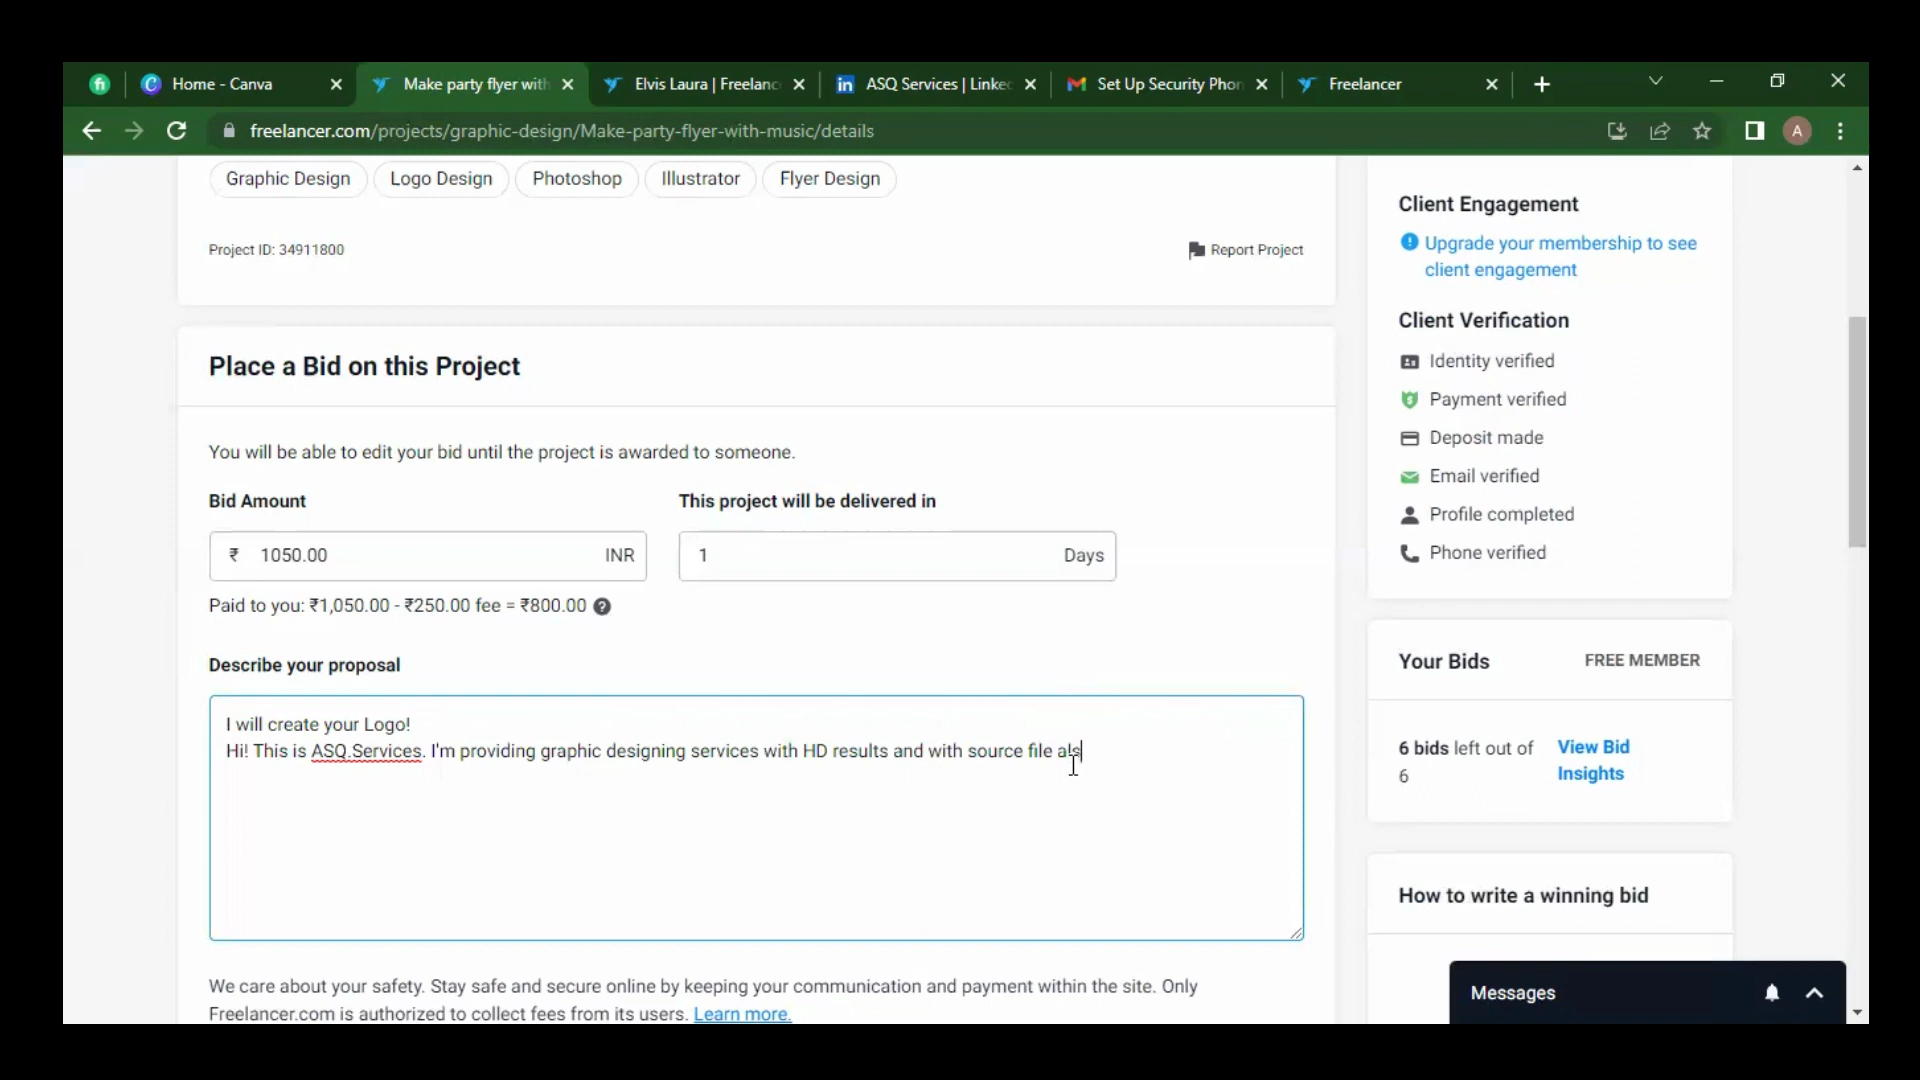 Home - Canva
Make party flyer with
Elvis Laura | Freelanc
ASQ Services | Linked
Set Up Security Phon
Freelancer
freelancer.com/projects/graphic-design/Make-party-flyer-with-music/details
A
Graphic Design
Logo Design
Photoshop
Illustrator
Flyer Design
Project ID: 34911800
Report Project
Place a Bid on this Project
You will be able to edit your bid until the project is awarded to someone.
Bid Amount
This project will be delivered in
₹ 1050.00 INR
1 Days
Paid to you: ₹1,050.00 - ₹250.00 fee = ₹800.00
Describe your proposal
I will create your Logo!
Hi! This is ASQ.Services. I'm providing graphic designing services with HD results and with source file als
We care about your safety. Stay safe and secure online by keeping your communication and payment within the site. Only
Freelancer.com is authorized to collect fees from its users. Learn more.
Client Engagement
Upgrade your membership to see
client engagement
Client Verification
Identity verified
Payment verified
Deposit made
Email verified
Profile completed
Phone verified
Your Bids
FREE MEMBER
6 bids left out of
6
View Bid
Insights
How to write a winning bid
Messages